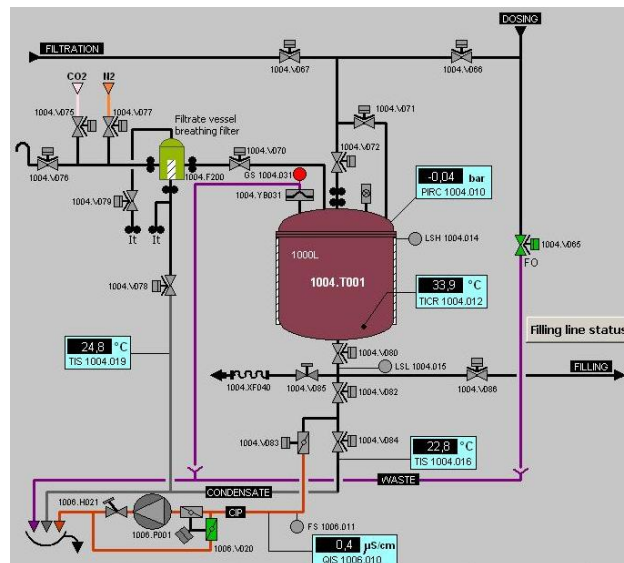 DOSING
FILTRATION
1004.V067
1004.V066
CO2
N2
1004.V075
1004.V077
Filtrate vessel
breathing filter
1004.V071
1004.V072
1004.V070
1004.V076
1004.F200
GS 1004.031
-0,04 bar
PIRC 1004.010
1004.V079
1004.YB031
It
It
LSH 1004.014
1004.V065
FO
1000L
1004.T001
33,9 °C
TICR 1004.012
1004.V078
Filling line status
24,8 °C
TIS 1004.019
1004.V080
LSL 1004.015
1004.XF040
1004.V085
1004.V086
FILLING
1004.V082
1004.V083
1004.V084
22,8 °C
TIS 1004.016
WASTE
CONDENSATE
1006.H021
CIP
1006.P001
FS 1006.011
1006.V020
0,4 µS/cm
QIS 1006.010